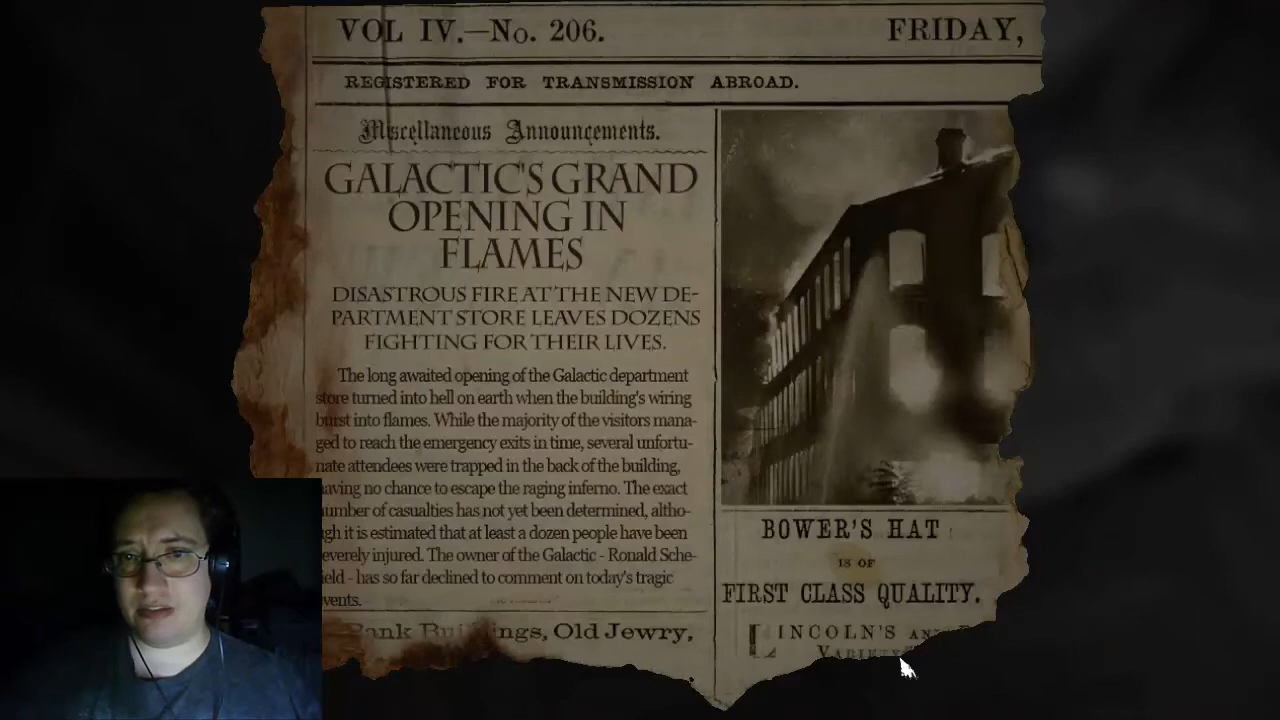 VOL IV.—No. 206.
FRIDAY,
REGISTERED FOR TRANSMISSION ABROAD.
Miscellaneous Announcements.
GALACTIC'S GRAND
OPENING IN
FLAMES
DISASTROUS FIRE AT THE NEW DE-
PARTMENT STORE LEAVES DOZENS
FIGHTING FOR THEIR LIVES.
The long awaited opening of the Galactic department
store turned into hell on earth when the building's wiring
burst into flames. While the majority of the visitors mana-
ged to reach the emergency exits in time, several unfortu-
nate attendees were trapped in the back of the building,
having no chance to escape the raging inferno. The exact
number of casualties has not yet been determined, altho-
ugh it is estimated that at least a dozen people have been
severely injured. The owner of the Galactic - Ronald Sche-
field - has so far declined to comment on today's tragic
events.
Bank Buildings, Old Jewry,
BOWER'S HAT
IS OF
FIRST CLASS QUALITY.
LINCOLN'S AND
VARIETY